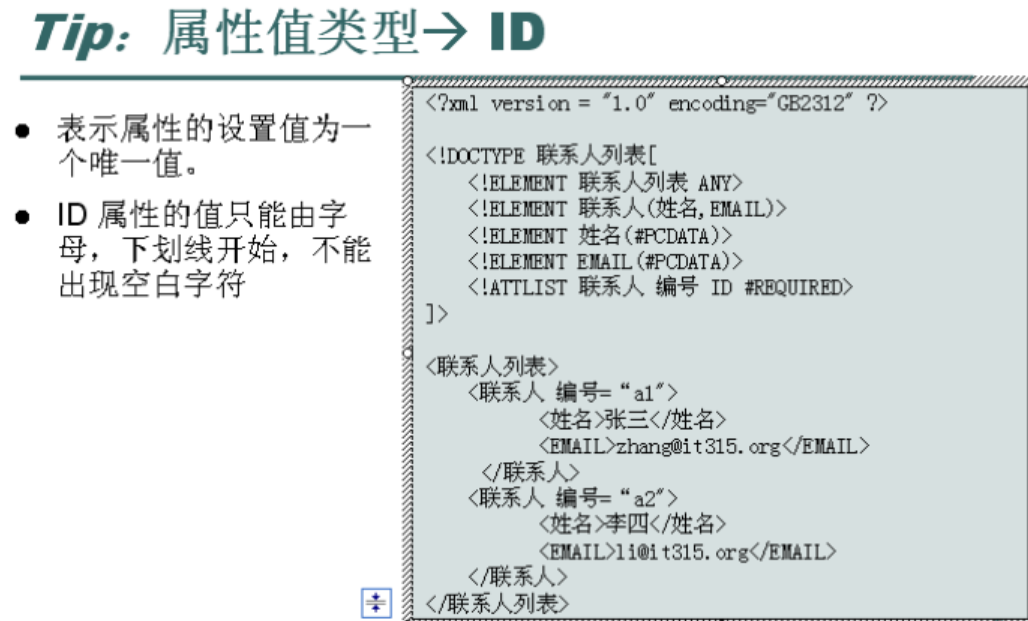 Tip：属性值类型→ ID
● 表示属性的设置值为一
个唯一值。
● ID 属性的值只能由字
母，下划线开始，不能
出现空白字符
<?xml version = "1.0" encoding="GB2312" ?>
<!DOCTYPE 联系人列表[
<!ELEMENT 联系人列表 ANY>
<!ELEMENT 联系人(姓名,EMAIL)>
<!ELEMENT 姓名(#PCDATA)>
<!ELEMENT EMAIL(#PCDATA)>
<!ATTLIST 联系人 编号 ID #REQUIRED>
]>
<联系人列表>
<联系人 编号=“a1">
<姓名>张三</姓名>
<EMAIL>zhang@it315.org</EMAIL>
</联系人>
<联系人 编号=“a2">
<姓名>李四</姓名>
<EMAIL>li@it315.org</EMAIL>
</联系人>
</联系人列表>